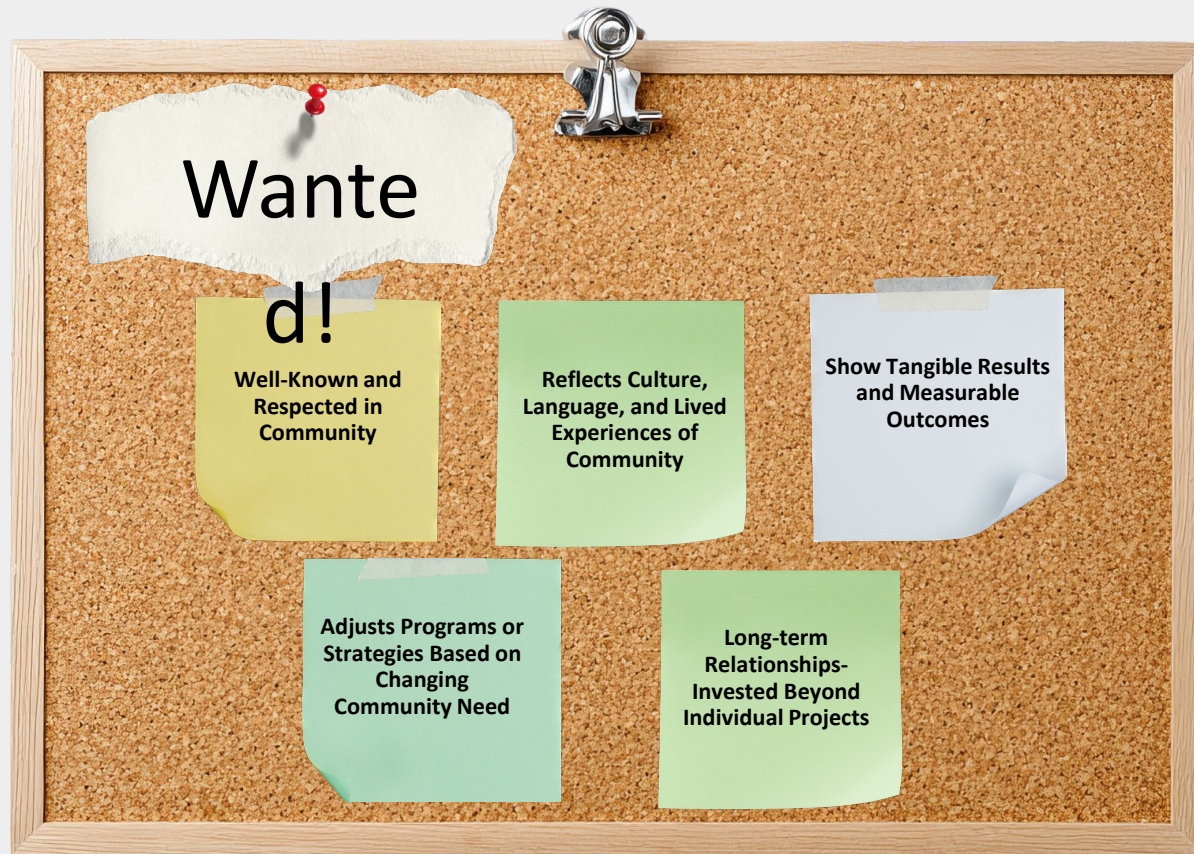 Wante
d!
Well-Known and
Respected in
Community
Reflects Culture,
Language, and Lived
Experiences of
Community
Show Tangible Results
and Measurable
Outcomes
Adjusts Programs or
Strategies Based on
Changing
Community Need
Long-term
Relationships-
Invested Beyond
Individual Projects